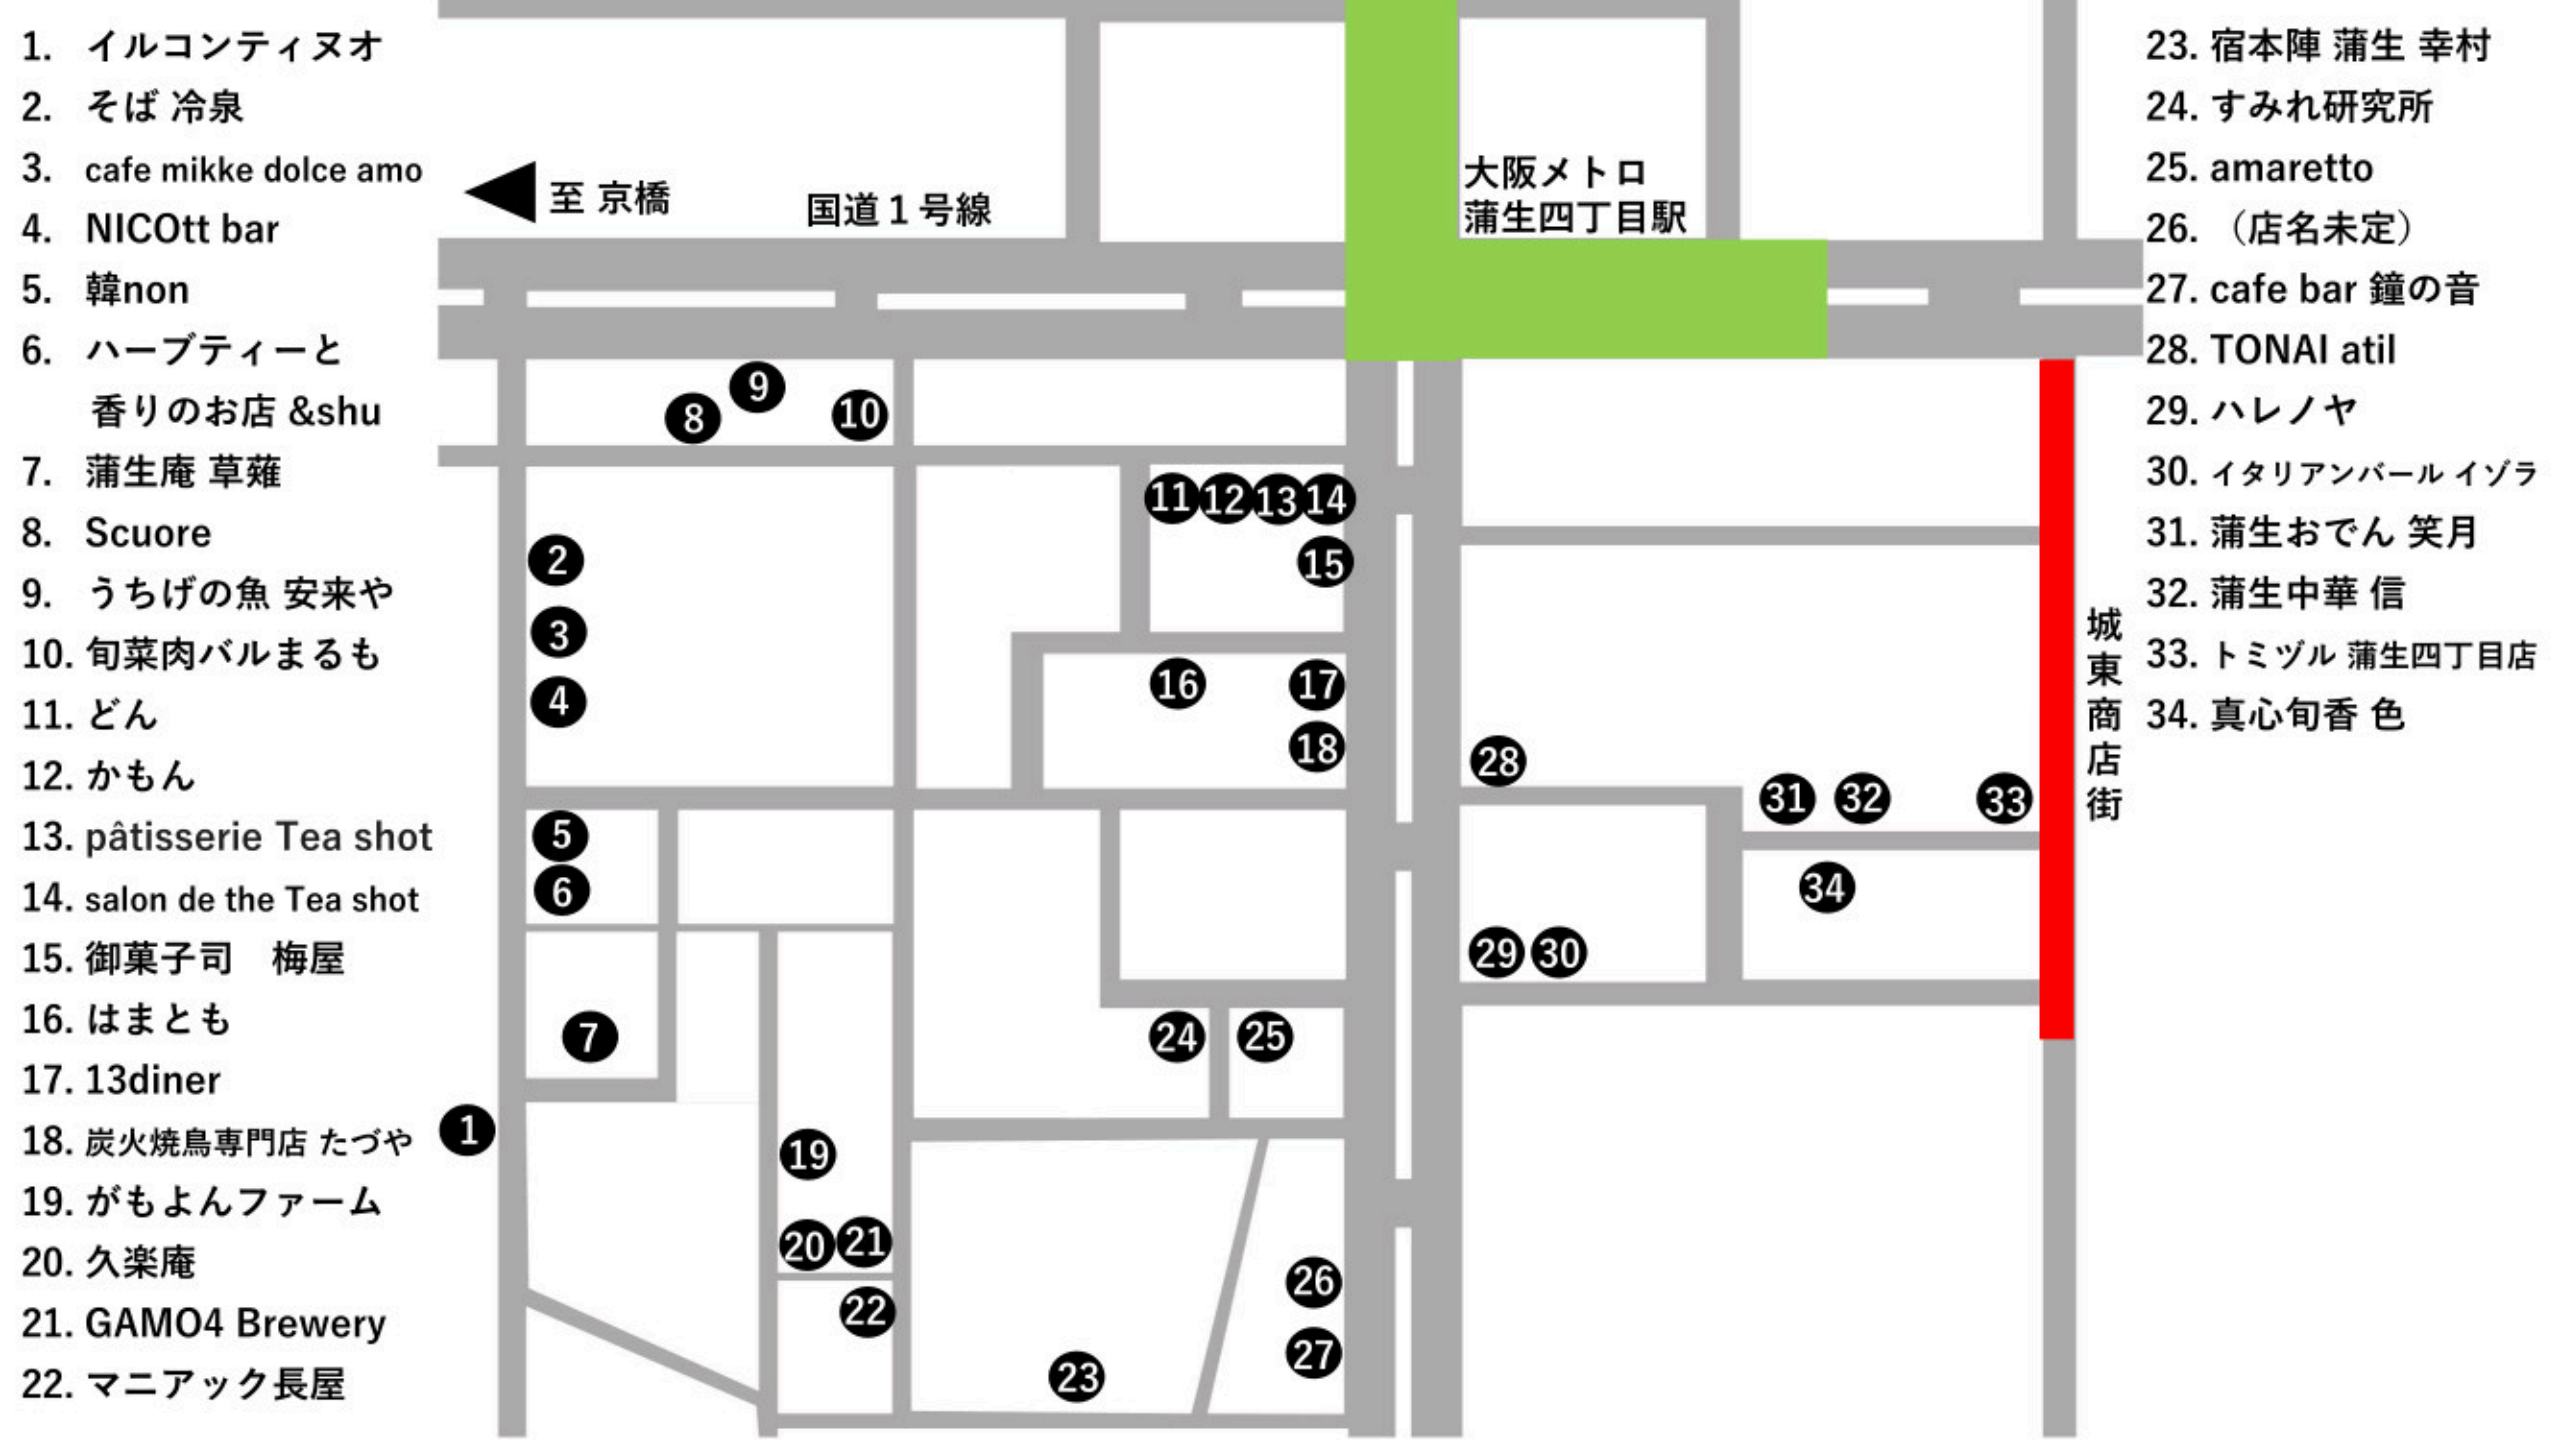 1. イルコンティヌオ
2. そば 冷泉
3. cafe mikke dolce amo
4. NICOtt bar
5. 韓non
6. ハーブティーと
香りのお店 &shu
7. 蒲生庵 草薙
8. Scuore
9. うちげの魚 安来や
10. 旬菜肉バルまるも
11. どん
12. かもん
13. pâtisserie Tea shot
14. salon de the Tea shot
15. 御菓子司　梅屋
16. はまとも
17. 13diner
18. 炭火焼鳥専門店 たづや
19. がもよんファーム
20. 久楽庵
21. GAMO4 Brewery
22. マニアック長屋
至 京橋
国道１号線
大阪メトロ
蒲生四丁目駅
9
8
10
11 12 13 14
2
15
3
16 17
4
18
28
31 32 33
5
6
34
29 30
7
24 25
1
19
20 21
26
22
27
23
城東商店街
23. 宿本陣 蒲生 幸村
24. すみれ研究所
25. amaretto
26. （店名未定）
27. cafe bar 鐘の音
28. TONAI atil
29. ハレノヤ
30. イタリアンバール イゾラ
31. 蒲生おでん 笑月
32. 蒲生中華 信
33. トミヅル 蒲生四丁目店
34. 真心旬香 色